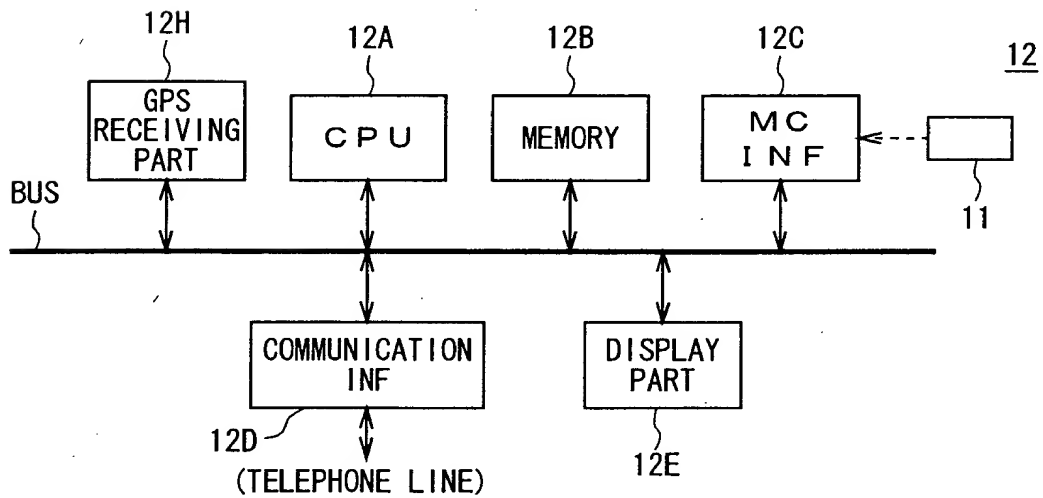 12H
12A
12B
12C
12
GPS
RECEIVING
PART
CPU
MEMORY
MC
INF
11
BUS
COMMUNICATION
INF
DISPLAY
PART
12D
12E
(TELEPHONE LINE)